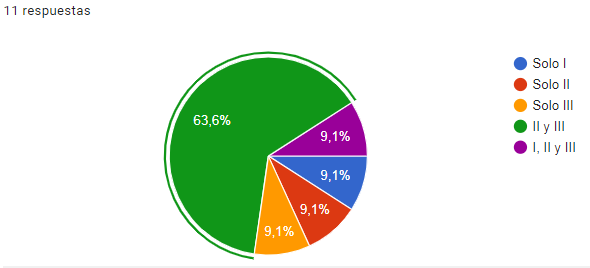 11 respuestas
Solo I
Solo II
Solo III
II y III
I, II y III
63,6%
9,1%
9,1%
9,1%
9,1%